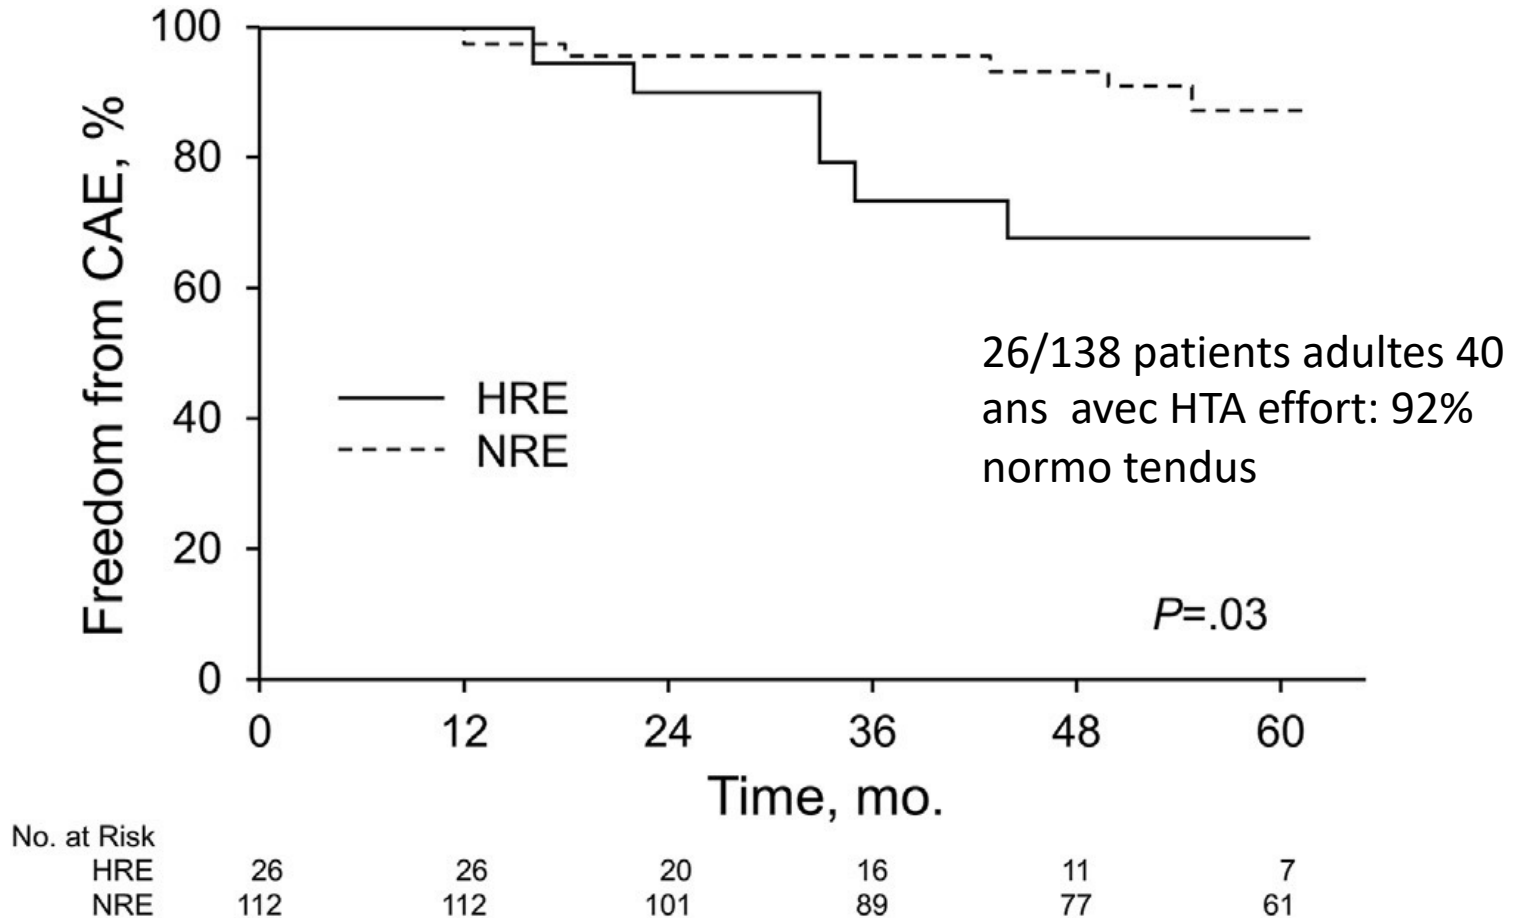 Freedom from CAE, %
100
80
60
40
20
0
HRE
NRE
26/138 patients adultes 40
ans avec HTA effort: 92%
normo tendus
P=.03
0 12 24 36 48 60
Time, mo.
No. at Risk
HRE 26 26 20 16 11 7
NRE 112 112 101 89 77 61